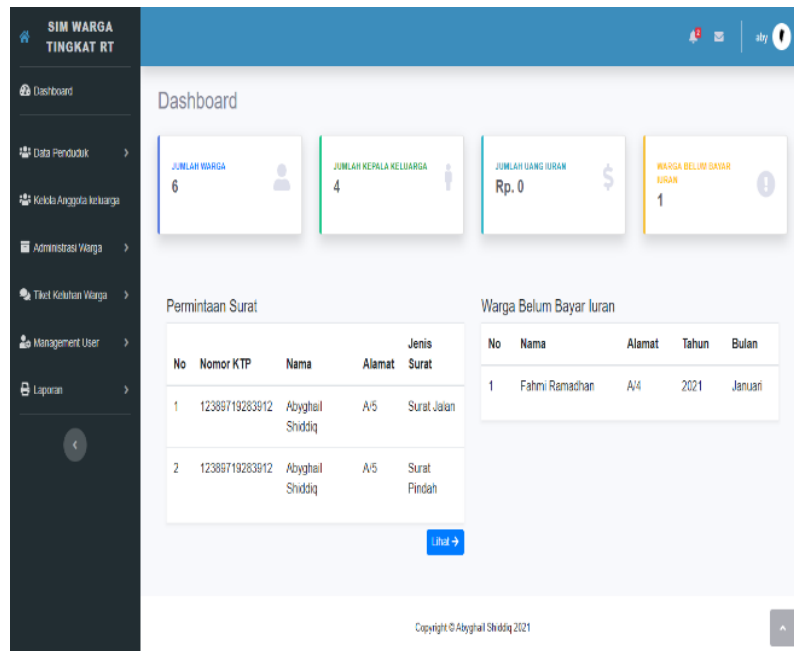 SIM WARGA
TINGKAT RT
2
aby
Dashboard
Data Penduduk
Kelola Anggota keluarga
Administrasi Warga
Tiket Keluhan Warga
Management User
Laporan
Dashboard
JUMLAH WARGA
6
JUMLAH KEPALA KELUARGA
4
JUMLAH UANG IURAN
Rp. 0
WARGA BELUM BAYAR
IURAN
1
Permintaan Surat
No Nomor KTP Nama Alamat Jenis
Surat
1 12389719283912 Abyghail A/5 Surat Jalan
Shiddiq
2 12389719283912 Abyghail A/5 Surat
Shiddiq Pindah
Lihat →
Warga Belum Bayar Iuran
No Nama Alamat Tahun Bulan
1 Fahmi Ramadhan A/4 2021 Januari
Copyright © Abyghail Shiddiq 2021